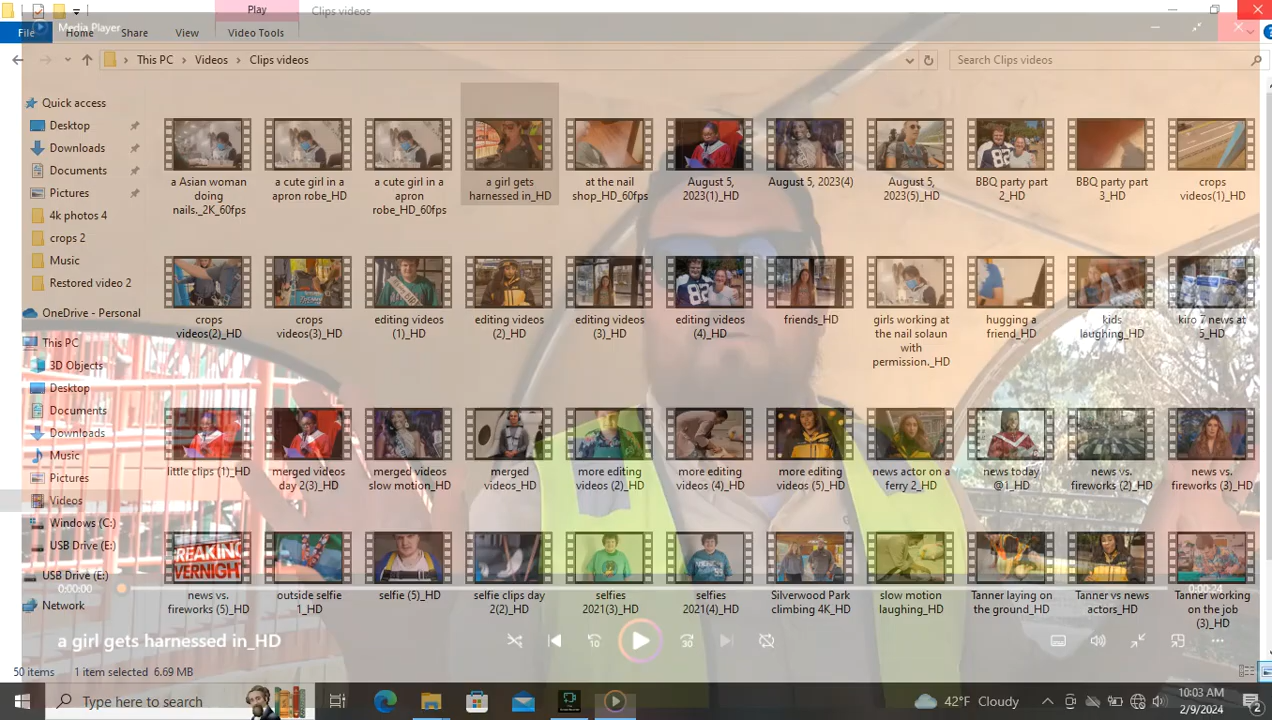 Play
Clips videos
Media Player
File
Home
Share
View
Video Tools
This PC
Videos
Clips videos
Search Clips videos
Quick access
Desktop
Downloads
Documents
Pictures
4k photos 4
crops 2
Music
Restored video 2
OneDrive - Personal
This PC
3D Objects
Desktop
Documents
Downloads
Music
Pictures
Videos
Windows (C:)
USB Drive (E:)
USB Drive (E:)
Network
a Asian woman
doing
nails._2K_60fps
a cute girl in a
apron robe_HD
a cute girl in a
apron
robe_HD_60fps
a girl gets
harnessed in_HD
at the nail
shop_HD_60fps
August 5,
2023(1)_HD
August 5, 2023(4)
August 5,
2023(5)_HD
BBQ party part
2_HD
BBQ party part
3_HD
crops
videos(1)_HD
crops
videos(2)_HD
crops
videos(3)_HD
editing videos
(1)_HD
editing videos
(2)_HD
editing videos
(3)_HD
editing videos
(4)_HD
friends_HD
girls working at
the nail solaun
with
permission._HD
hugging a
friend_HD
kids
laughing_HD
kiro 7 news at
5_HD
little clips (1)_HD
merged videos
day 2(3)_HD
merged videos
slow motion_HD
merged
videos_HD
more editing
videos (2)_HD
more editing
videos (4)_HD
more editing
videos (5)_HD
news actor on a
ferry 2_HD
news today
@1_HD
news vs.
fireworks (2)_HD
news vs.
fireworks (3)_HD
BREAKING
OVERNIGHT
news vs.
fireworks (5)_HD
outside selfie
1_HD
selfie (5)_HD
selfie clips day
2(2)_HD
selfies
2021(3)_HD
selfies
2021(4)_HD
Silverwood Park
climbing 4K_HD
slow motion
laughing_HD
Tanner laying on
the ground_HD
Tanner vs news
actors_HD
Tanner working
on the job
(3)_HD
0:00:00
0:00:24
a girl gets harnessed in_HD
10
30
50 items
1 item selected 6.69 MB
Type here to search
42°F Cloudy
10:03 AM
2/9/2024
2